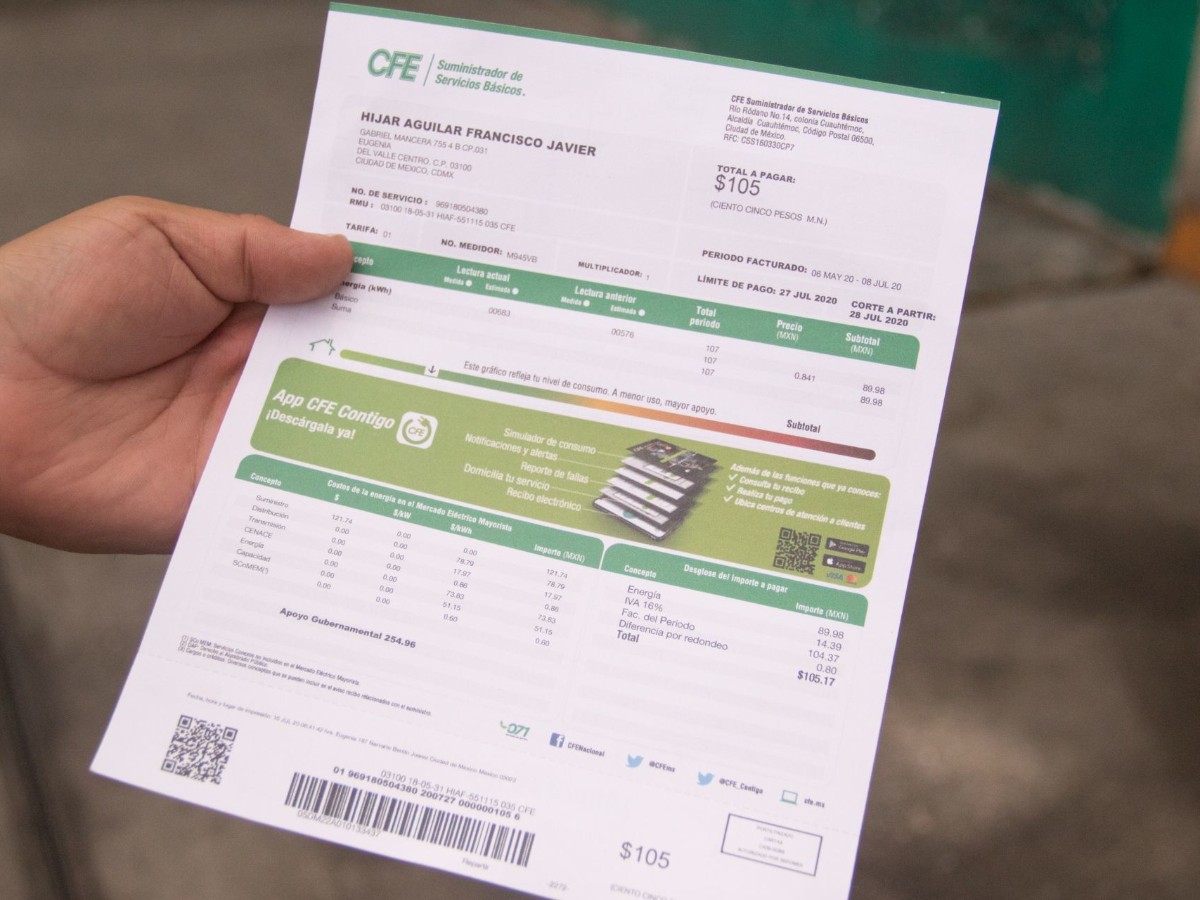 CFE Suministrador de
Servicios Básicos.
CFE Suministrador de Servicios Básicos
Río Ródano No.14, colonia Cuauhtémoc,
Alcaldía Cuauhtémoc, Código Postal 06500,
Ciudad de México.
RFC: CSS160330CP7
HIJAR AGUILAR FRANCISCO JAVIER
GABRIEL MANCERA 755 4 B CP.031
EUGENIA
DEL VALLE CENTRO. C.P. 03100
CIUDAD DE MEXICO, CDMX
TOTAL A PAGAR:
$105
(CIENTO CINCO PESOS M.N.)
NO. DE SERVICIO : 969180504380
RMU : 03100 18-05-31 HIAF-551115 035 CFE
TARIFA: 01
NO. MEDIDOR: M945VB
MULTIPLICADOR: 1
PERIODO FACTURADO: 06 MAY 20 - 08 JUL 20
LÍMITE DE PAGO: 27 JUL 2020
CORTE A PARTIR:
28 JUL 2020
cepto
Lectura actual
Medida Estimada
Lectura anterior
Medida Estimada
Total
periodo
Precio
(MXN)
Subtotal
(MXN)
ergía (kWh)
Básico
Suma
00683
00576
107
107
107
0.841
89.98
89.98
Este gráfico refleja tu nivel de consumo. A menor uso, mayor apoyo.
Subtotal
App CFE Contigo
¡Descárgala ya!
CFE
Simulador de consumo
Notificaciones y alertas
Reporte de fallas
Domicilia tu servicio
Recibo electrónico
Además de las funciones que ya conoces:
Consulta tu recibo
Realiza tu pago
Ubica centros de atención a clientes
Google Play
App Store
VISA
Costos de la energía en el Mercado Eléctrico Mayorista
Concepto $ $/kW $/kWh Importe (MXN)
Suministro 121.74 0.00 0.00 121.74
Distribución 0.00 0.00 78.79 78.79
Transmisión 0.00 0.00 17.97 17.97
CENACE 0.00 0.00 0.86 0.86
Energía 0.00 0.00 73.83 73.83
Capacidad 0.00 0.00 51.15 51.15
SCnMEM(*) 0.00 0.00 0.60 0.60
Apoyo Gubernamental 254.96
Desglose del importe a pagar
Concepto Importe (MXN)
Energía 89.98
IVA 16% 14.39
Fac. del Periodo 104.37
Diferencia por redondeo 0.80
Total $105.17
071
CFENacional
@CFEmx
@CFE_Contigo
cfe.mx
03100 18-05-31 HIAF-551115 035 CFE
01 969180504380 200727 000000105 6
05DM22A010133437
Reparte
$105